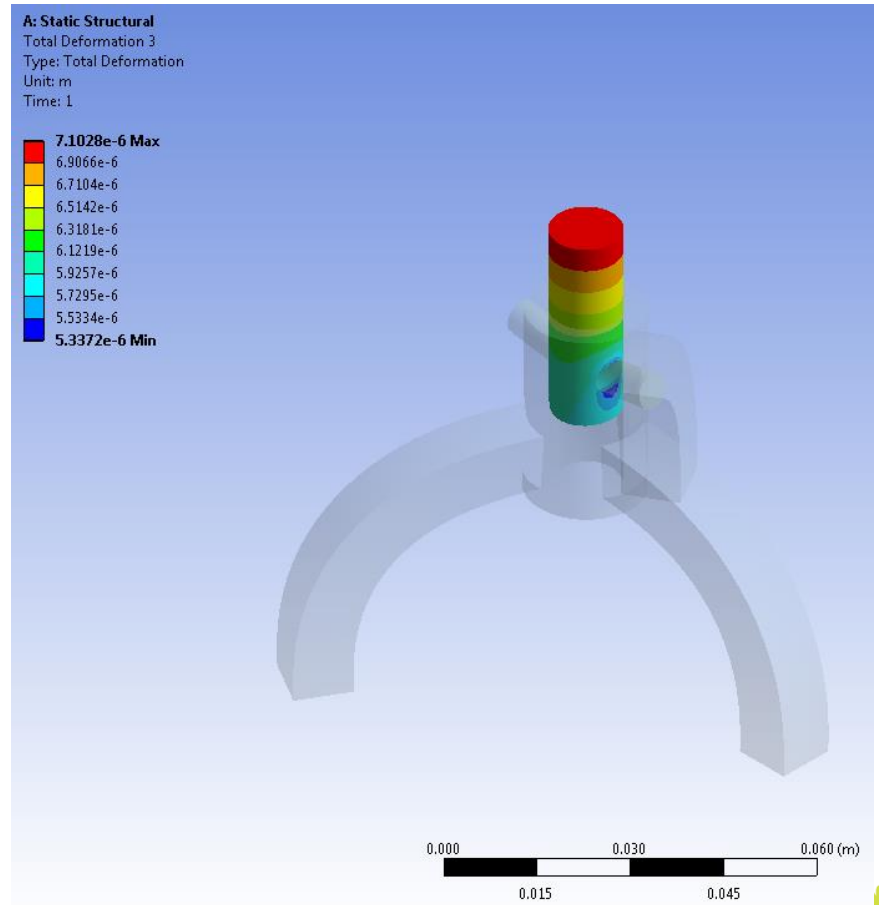 A: Static Structural
Total Deformation 3
Type: Total Deformation
Unit: m
Time: 1
7.1028e-6 Max
6.9066e-6
6.7104e-6
6.5142e-6
6.3181e-6
6.1219e-6
5.9257e-6
5.7295e-6
5.5334e-6
5.3372e-6 Min
0.000 0.030 0.060 (m)
0.015 0.045